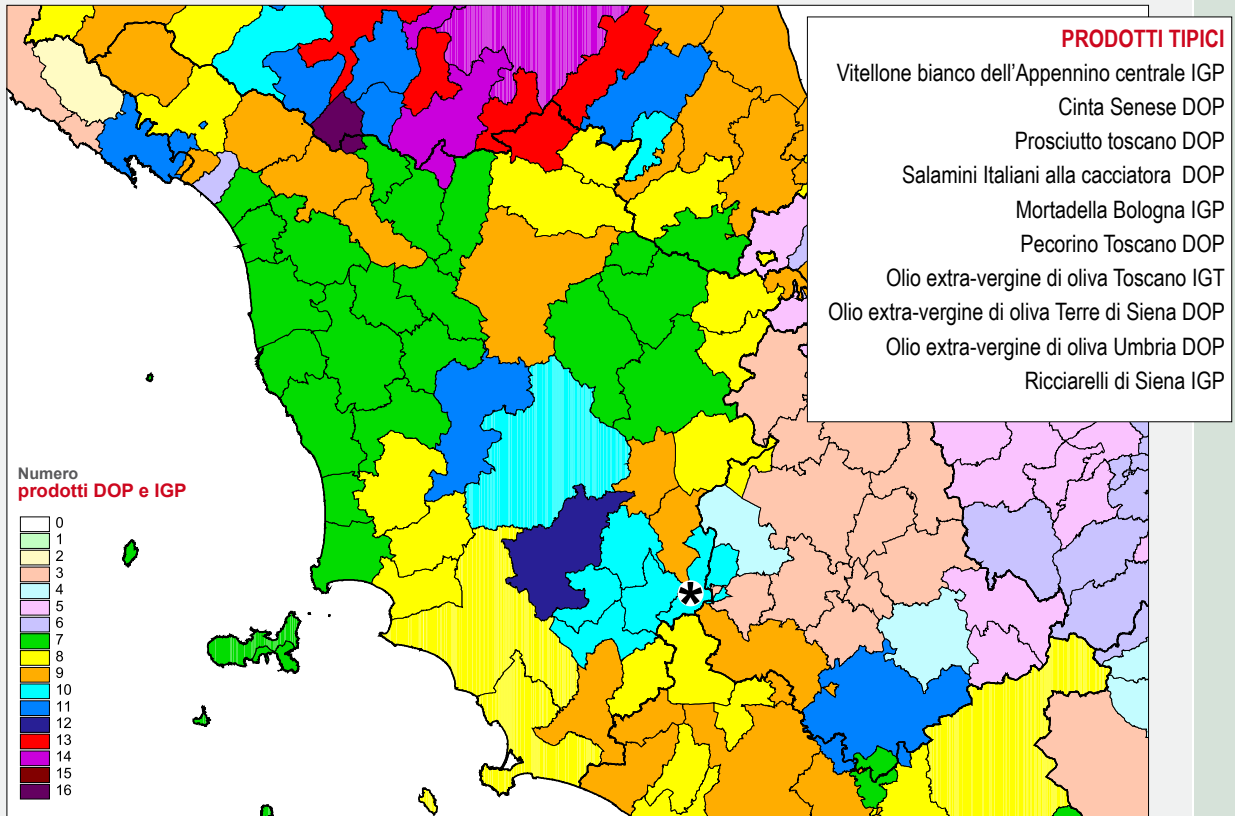 PRODOTTI TIPICI
Vitellone bianco dell'Appennino centrale IGP
Cinta Senese DOP
Prosciutto toscano DOP
Salamini Italiani alla cacciatora DOP
Mortadella Bologna IGP
Pecorino Toscano DOP
Olio extra-vergine di oliva Toscano IGT
Olio extra-vergine di oliva Terre di Siena DOP
Olio extra-vergine di oliva Umbria DOP
Ricciarelli di Siena IGP
Numero
prodotti DOP e IGP
0
1
2
3
4
5
6
7
8
9
10
11
12
13
14
15
16
*